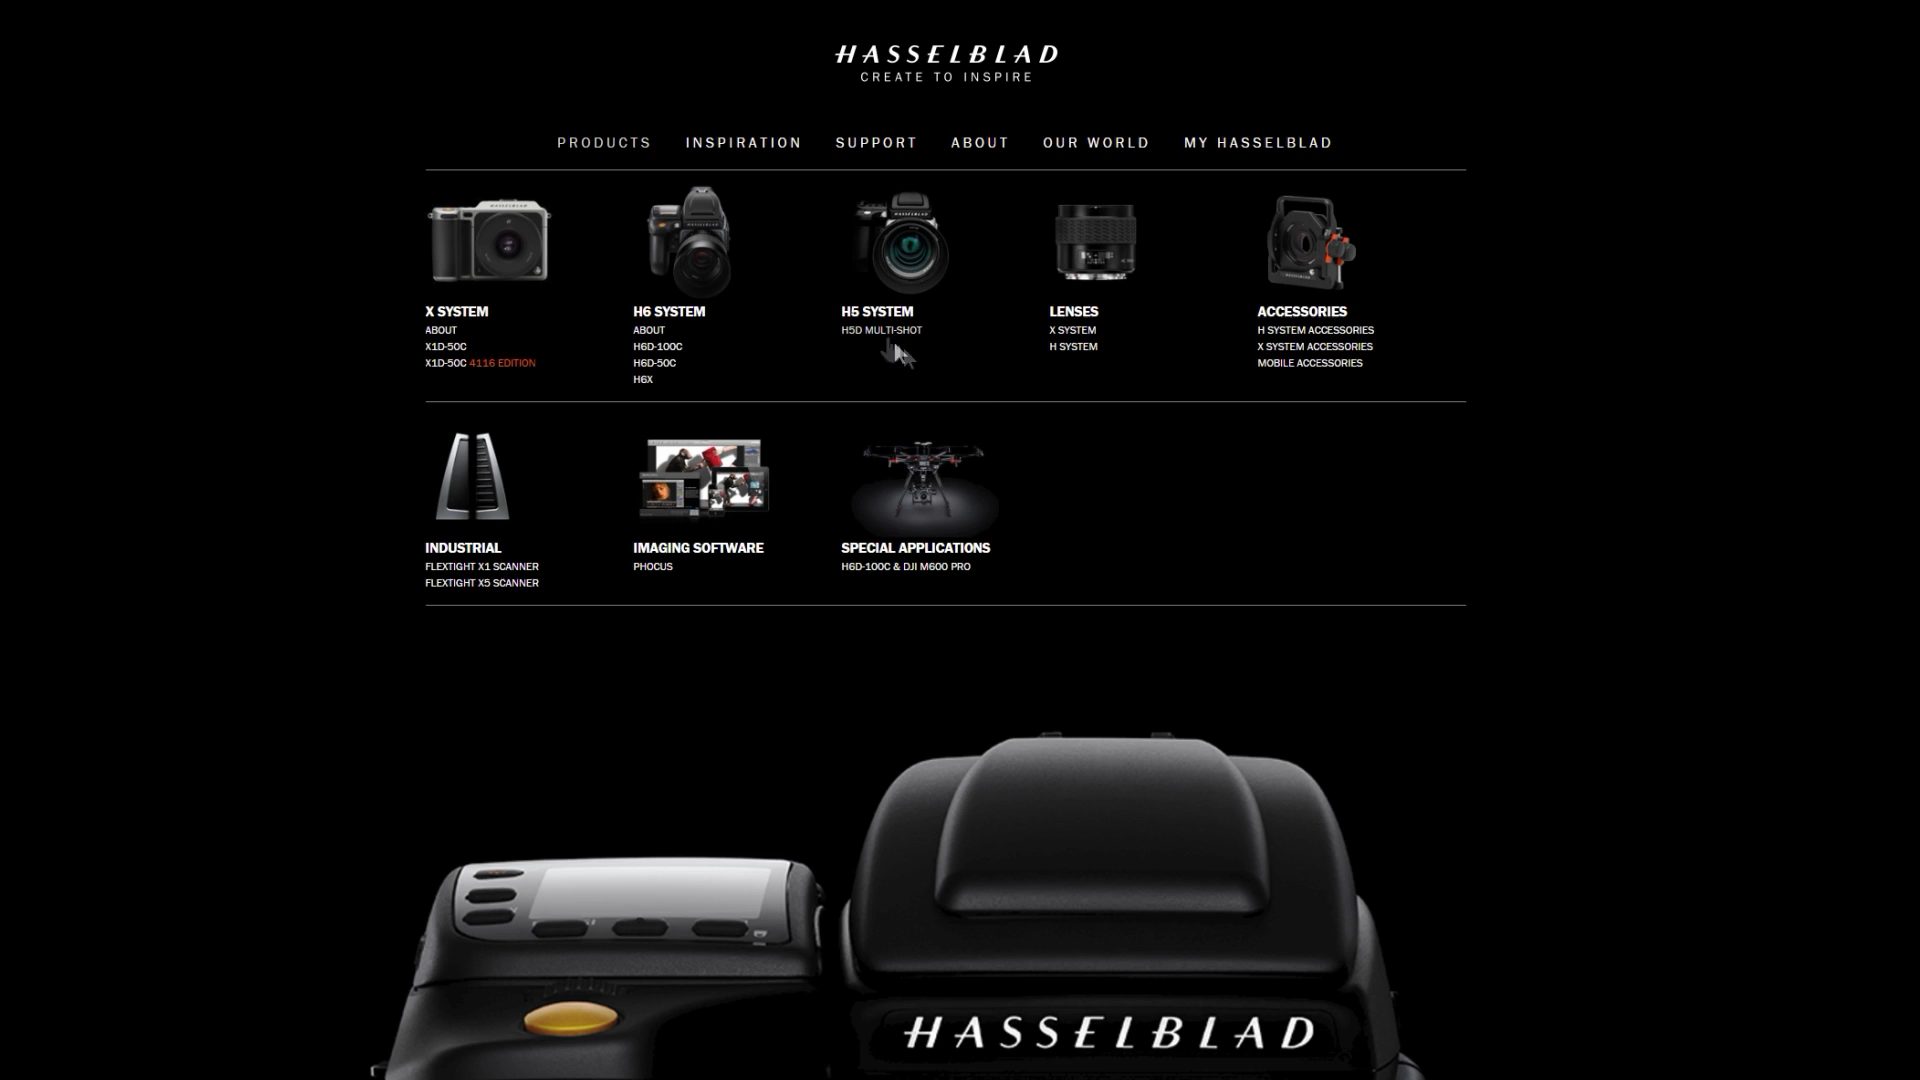 HASSELBLAD
CREATE TO INSPIRE
PRODUCTS INSPIRATION SUPPORT ABOUT OUR WORLD MY HASSELBLAD
X SYSTEM
ABOUT
X1D-50C
X1D-50C 4116 EDITION
H6 SYSTEM
ABOUT
H6D-100C
H6D-50C
H6X
H5 SYSTEM
H5D MULTI-SHOT
LENSES
X SYSTEM
H SYSTEM
ACCESSORIES
H SYSTEM ACCESSORIES
X SYSTEM ACCESSORIES
MOBILE ACCESSORIES
INDUSTRIAL
FLEXTIGHT X1 SCANNER
FLEXTIGHT X5 SCANNER
IMAGING SOFTWARE
PHOCUS
SPECIAL APPLICATIONS
H6D-100C & DJI M600 PRO
HASSELBLAD